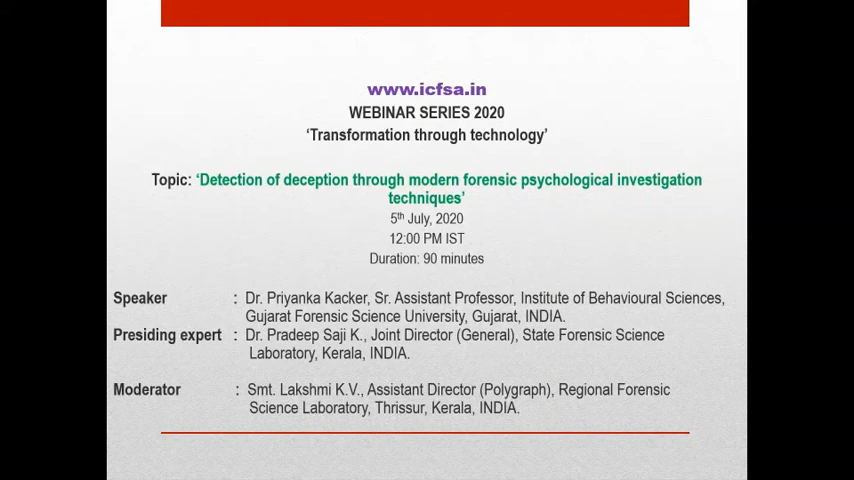 www.icfsa.in
WEBINAR SERIES 2020
‘Transformation through technology’
Topic: ‘Detection of deception through modern forensic psychological investigation
techniques’
5th July, 2020
12:00 PM IST
Duration: 90 minutes
Speaker : Dr. Priyanka Kacker, Sr. Assistant Professor, Institute of Behavioural Sciences,
Gujarat Forensic Science University, Gujarat, INDIA.
Presiding expert : Dr. Pradeep Saji K., Joint Director (General), State Forensic Science
Laboratory, Kerala, INDIA.
Moderator : Smt. Lakshmi K.V., Assistant Director (Polygraph), Regional Forensic
Science Laboratory, Thrissur, Kerala, INDIA.